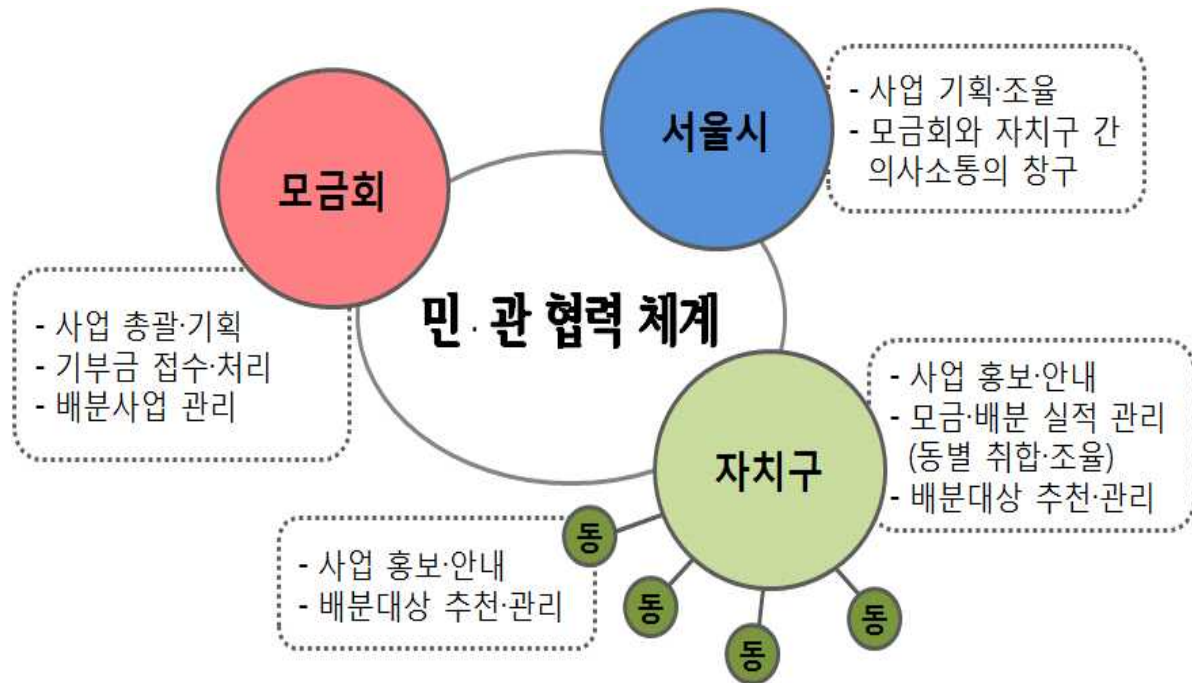 서울시
- 사업 기획·조율
- 모금회와 자치구 간
의사소통의 창구
모금회
- 사업 총괄·기획
- 기부금 접수·처리
- 배분사업 관리
민·관 협력 체계
자치구
- 사업 홍보·안내
- 모금·배분 실적 관리
(동별 취합·조율)
- 배분대상 추천·관리
동
동
동
동
- 사업 홍보·안내
- 배분대상 추천·관리